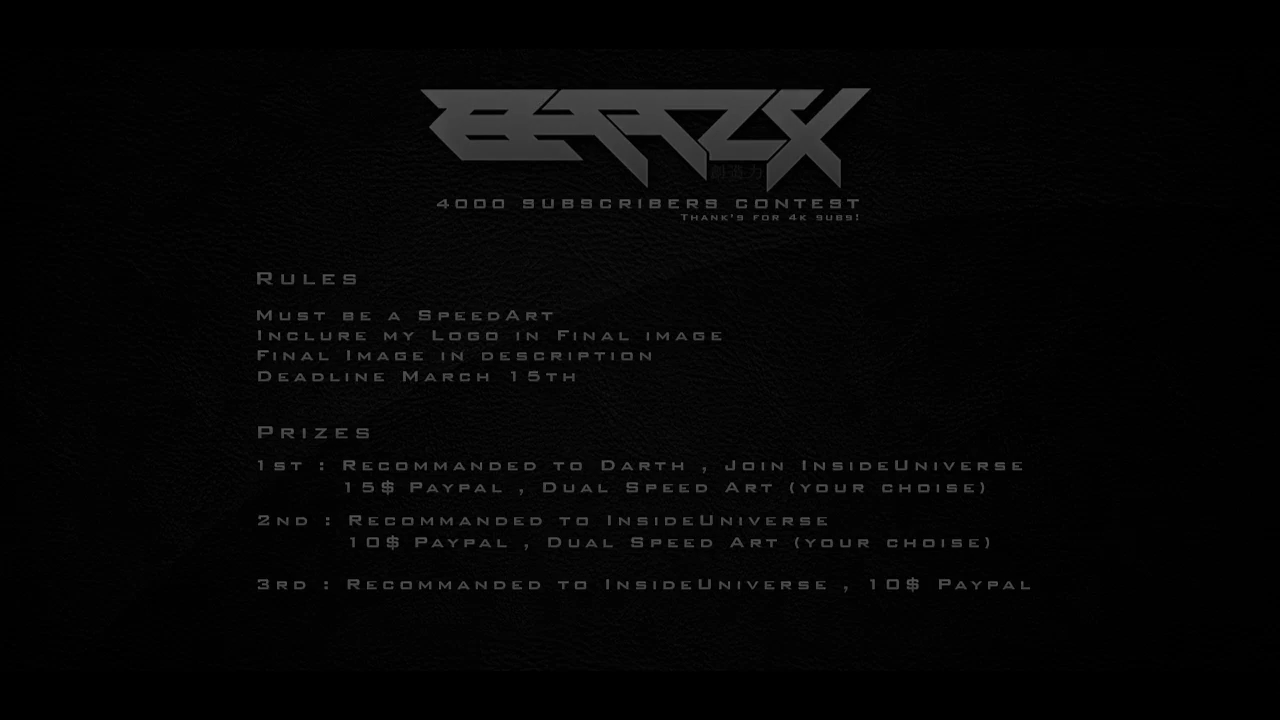 4000 Subscribers Contest
Thank's for 4k subs!
Rules
Must be a SpeedArt
Inclure my Logo in Final image
Final Image in description
Deadline March 15th
Prizes
1st : Recommanded to Darth , Join InsideUniverse
15$ Paypal , Dual Speed Art (your choise)
2nd : Recommanded to InsideUniverse
10$ Paypal , Dual Speed Art (your choise)
3rd : Recommanded to InsideUniverse , 10$ Paypal